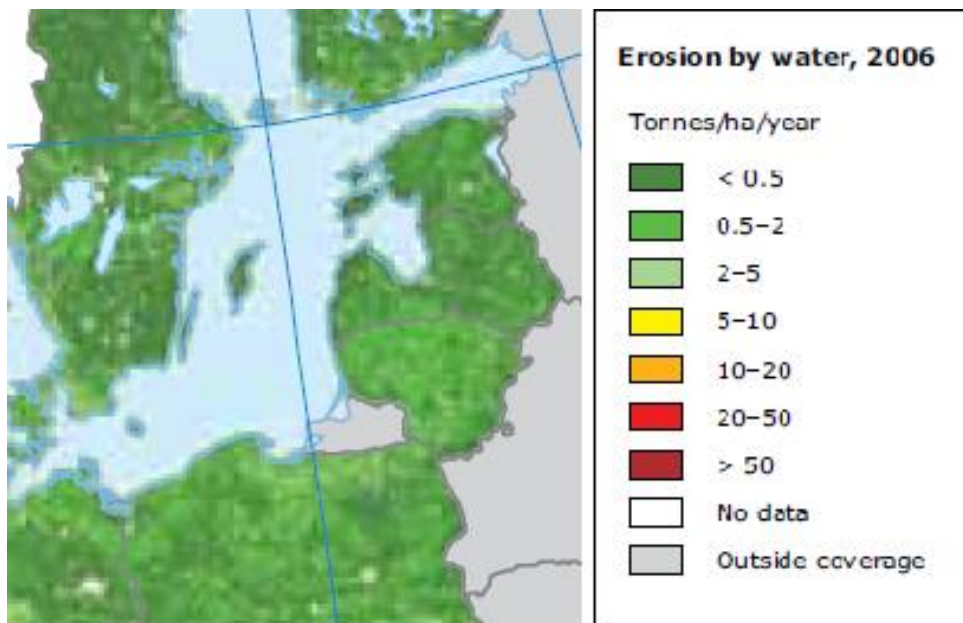 Erosion by water, 2006
Tonnes/ha/year
< 0.5
0.5–2
2–5
5–10
10–20
20–50
> 50
No data
Outside coverage